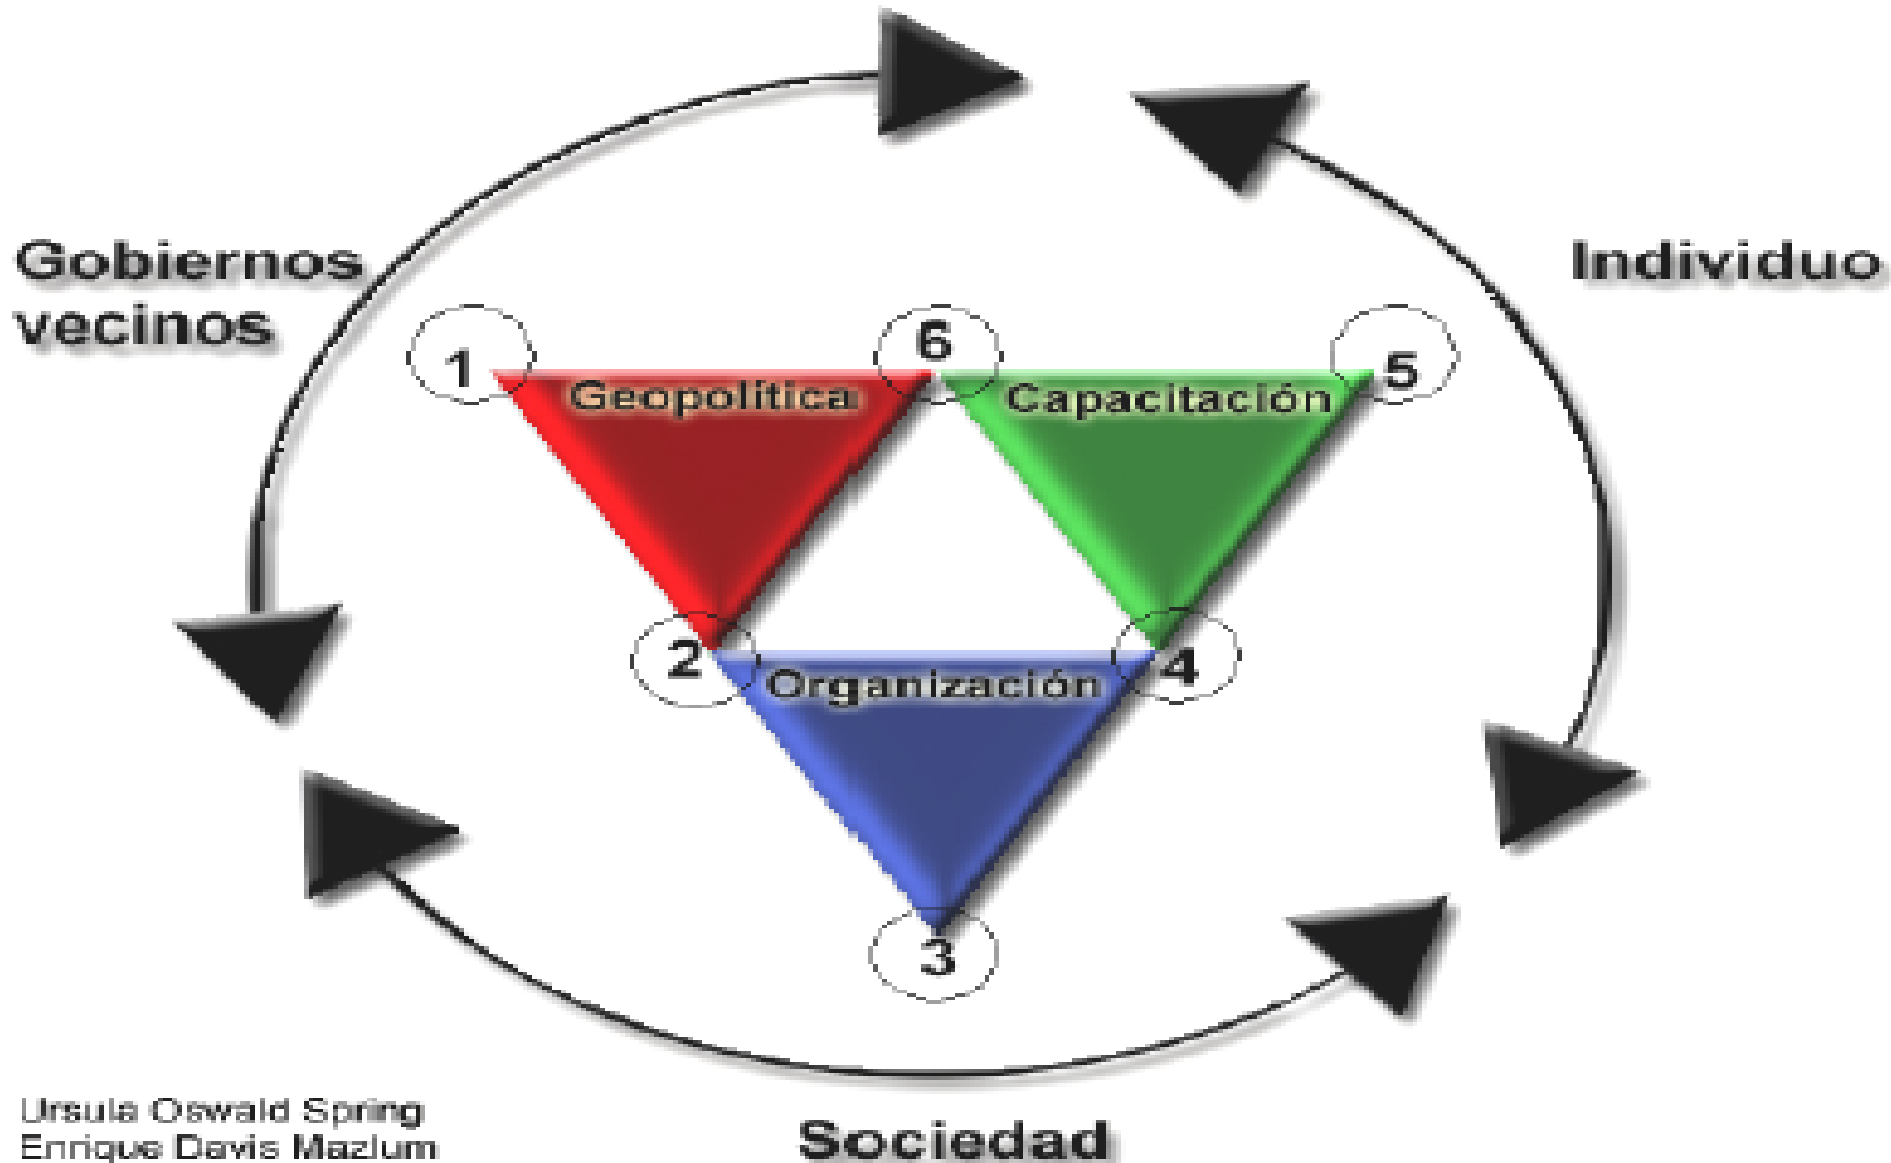 Gobiernos
vecinos
Individuo
1
6
5
Geopolítica
Capacitación
2
4
Organización
3
Ursula Oswald Spring
Enrique Davis Mazlum
Sociedad